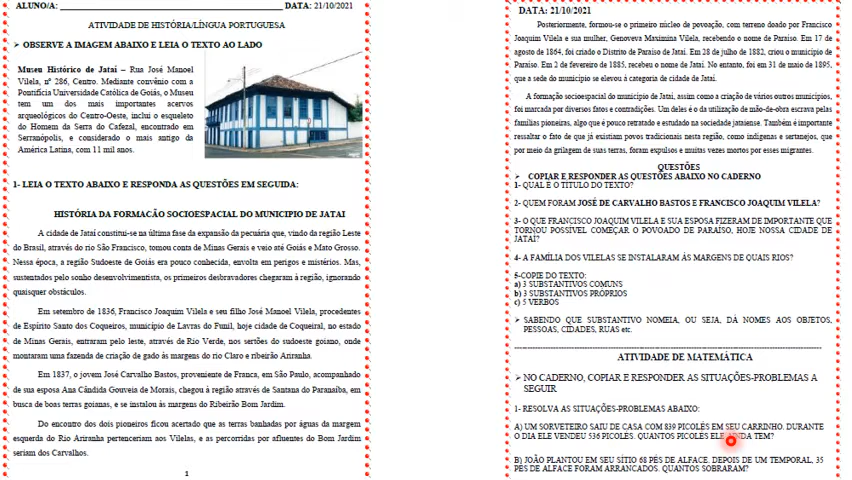 ALUNO/A: ________________________ DATA: 21/10/2021
ATIVIDADE DE HISTÓRIA/LÍNGUA PORTUGUESA
➢ OBSERVE A IMAGEM ABAIXO E LEIA O TEXTO AO LADO
Museu Histórico de Jataí – Rua José Manoel
Vilela, nº 286, Centro. Mediante convênio com a
Pontifícia Universidade Católica de Goiás, o Museu
tem um dos mais importantes acervos
arqueológicos do Centro-Oeste, inclui o esqueleto
do Homem da Serra do Cafezal, encontrado em
Serranópolis, e considerado o mais antigo da
América Latina, com 11 mil anos.
1- LEIA O TEXTO ABAIXO E RESPONDA AS QUESTÕES EM SEGUIDA:
HISTÓRIA DA FORMACÃO SOCIOESPACIAL DO MUNICIPIO DE JATAI
A cidade de Jataí constitui-se na última fase da expansão da pecuária que, vindo da região Leste
do Brasil, através do rio São Francisco, tomou conta de Minas Gerais e veio até Goiás e Mato Grosso.
Nessa época, a região Sudoeste de Goiás era pouco conhecida, envolta em perigos e mistérios. Mas,
sustentados pelo sonho desenvolvimentista, os primeiros desbravadores chegaram à região, ignorando
quaisquer obstáculos.
Em setembro de 1836, Francisco Joaquim Vilela e seu filho José Manoel Vilela, procedentes
de Espírito Santo dos Coqueiros, município de Lavras do Funil, hoje cidade de Coqueiral, no estado
de Minas Gerais, entraram pelo leste, através de Rio Verde, nos sertões do sudoeste goiano, onde
montaram uma fazenda de criação de gado às margens do rio Claro e ribeirão Ariranha.
Em 1837, o jovem José Carvalho Bastos, proveniente de Franca, em São Paulo, acompanhado
de sua esposa Ana Cândida Gouveia de Morais, chegou à região através de Santana do Paranaíba, em
busca de boas terras goianas, e se instalou às margens do Ribeirão Bom Jardim.
Do encontro dos dois pioneiros ficou acertado que as terras banhadas por águas da margem
esquerda do Rio Ariranha pertenceriam aos Vilelas, e as percorridas por afluentes do Bom Jardim
seriam dos Carvalhos.
1
DATA: 21/10/2021
Posteriormente, formou-se o primeiro núcleo de povoação, com terreno doado por Francisco
Joaquim Vilela e sua mulher, Genoveva Maximina Vilela, recebendo o nome de Paraíso. Em 17 de
agosto de 1864, foi criado o Distrito de Paraíso de Jataí. Em 28 de julho de 1882, criou o município de
Paraíso. Em 2 de fevereiro de 1885, recebeu o nome de Jataí. No entanto, foi em 31 de maio de 1895,
que a sede do município se elevou à categoria de cidade de Jataí.
A formação socioespacial do município de Jataí, assim como a criação de vários outros municípios,
foi marcada por diversos fatos e contradições. Um deles é o da utilização de mão-de-obra escrava pelas
famílias pioneiras, algo que é pouco retratado e estudado na sociedade jataiense. Também é importante
ressaltar o fato de que já existiam povos tradicionais nesta região, como indígenas e sertanejos, que
por meio da grilagem de suas terras, foram expulsos e muitas vezes mortos por esses migrantes.
QUESTÕES
➢ COPIAR E RESPONDER AS QUESTÕES ABAIXO NO CADERNO
1- QUAL É O TITULO DO TEXTO?
2- QUEM FORAM JOSÉ DE CARVALHO BASTOS E FRANCISCO JOAQUIM VILELA?
3- O QUE FRANCISCO JOAQUIM VILELA E SUA ESPOSA FIZERAM DE IMPORTANTE QUE
TORNOU POSSÍVEL COMEÇAR O POVOADO DE PARAÍSO, HOJE NOSSA CIDADE DE
JATAÍ?
4- A FAMÍLIA DOS VILELAS SE INSTALARAM ÀS MARGENS DE QUAIS RIOS?
5-COPIE DO TEXTO:
a) 3 SUBSTANTIVOS COMUNS
b) 3 SUBSTANTIVOS PRÓPRIOS
c) 5 VERBOS
➢ SABENDO QUE SUBSTANTIVO NOMEIA, OU SEJA, DÁ NOMES AOS OBJETOS,
PESSOAS, CIDADES, RUAS etc.
ATIVIDADE DE MATEMÁTICA
➢ NO CADERNO, COPIAR E RESPONDER AS SITUAÇÕES-PROBLEMAS A
SEGUIR
1- RESOLVA AS SITUAÇÕES-PROBLEMAS ABAIXO:
A) UM SORVETEIRO SAIU DE CASA COM 839 PICOLÉS EM SEU CARRINHO. DURANTE
O DIA ELE VENDEU 536 PICOLÉS. QUANTOS PICOLÉS ELE AINDA TEM?
B) JOÃO PLANTOU EM SEU SÍTIO 68 PÉS DE ALFACE. DEPOIS DE UM TEMPORAL, 35
PÉS DE ALFACE FORAM ARRANCADOS. QUANTOS SOBRARAM?